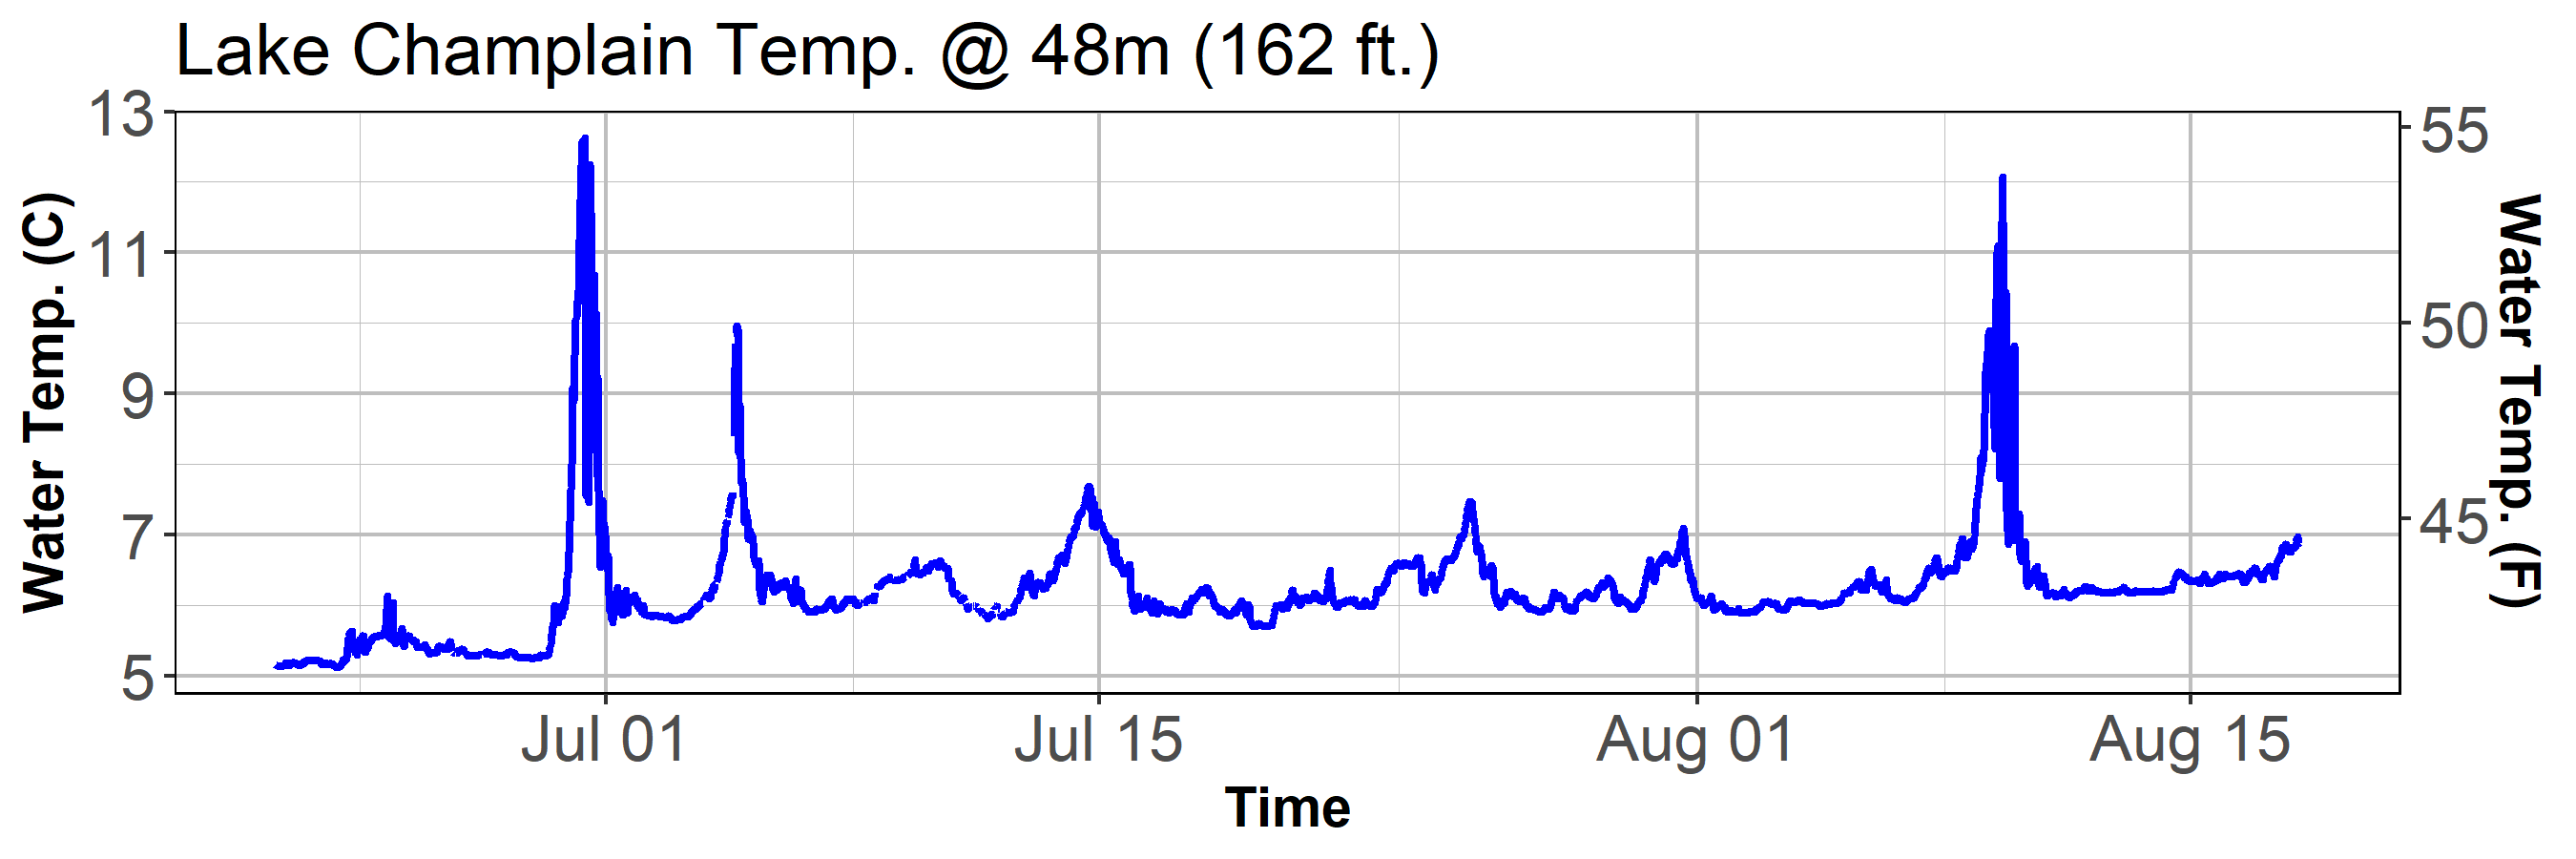 Lake Champlain Temp. @ 48m (162 ft.)
13
11
9
7
5
Water Temp. (C)
55
50
45
Water Temp. (F)
Jul 01
Jul 15
Aug 01
Aug 15
Time